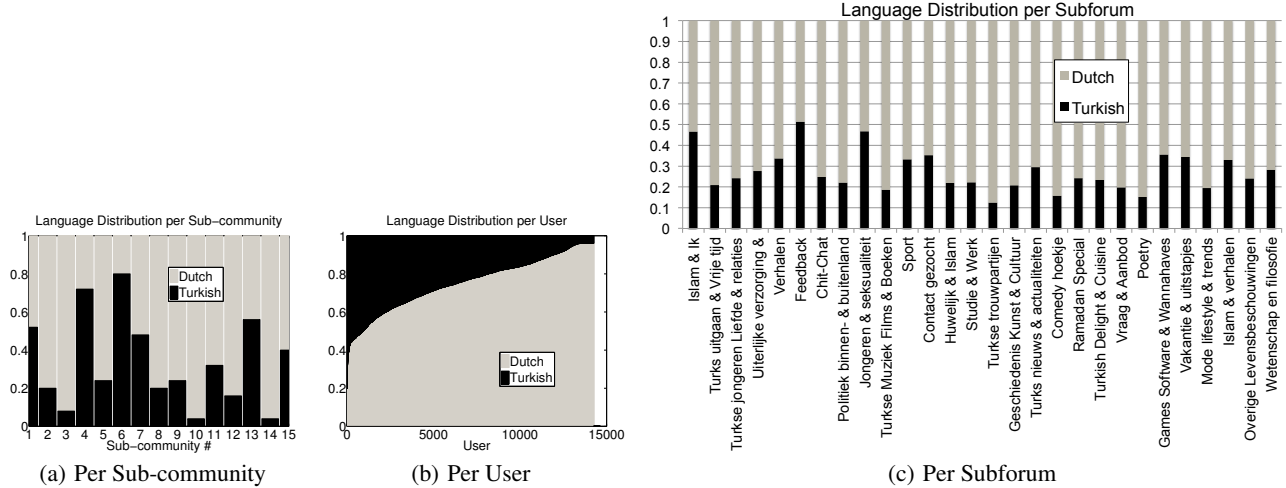 Language Distribution per Sub-community
1
0.8
0.6
0.4
0.2
0
Dutch
Turkish
1 2 3 4 5 6 7 8 9 10 11 12 13 14 15
Sub-community #
(a) Per Sub-community
Language Distribution per User
1
0.8
0.6
0.4
0.2
0
Dutch
Turkish
0 5000 10000 15000
User
(b) Per User
Language Distribution per Subforum
1
0.9
0.8
0.7
0.6
0.5
0.4
0.3
0.2
0.1
0
Dutch
Turkish
Islam & Ik
Turks uitgaan & Vrije tijd
Turkse jongeren Liefde & relaties
Uiterlijke verzorging &
Verhalen
Feedback
Chit-Chat
Politiek binnen- & buitenland
Jongeren & seksualiteit
Turkse Muziek Films & Boeken
Sport
Contact gezocht
Huwelijk & Islam
Studie & Werk
Turkse trouwpartijen
Geschiedenis Kunst & Cultuur
Turks nieuws & actualiteiten
Comedy hoekje
Ramadan Special
Turkish Delight & Cuisine
Vraag & Aanbod
Poetry
Games Software & Wannahaves
Vakantie & uitstapjes
Mode lifestyle & trends
Islam & verhalen
Overige Levensbeschouwingen
Wetenschap en filosofie
(c) Per Subforum